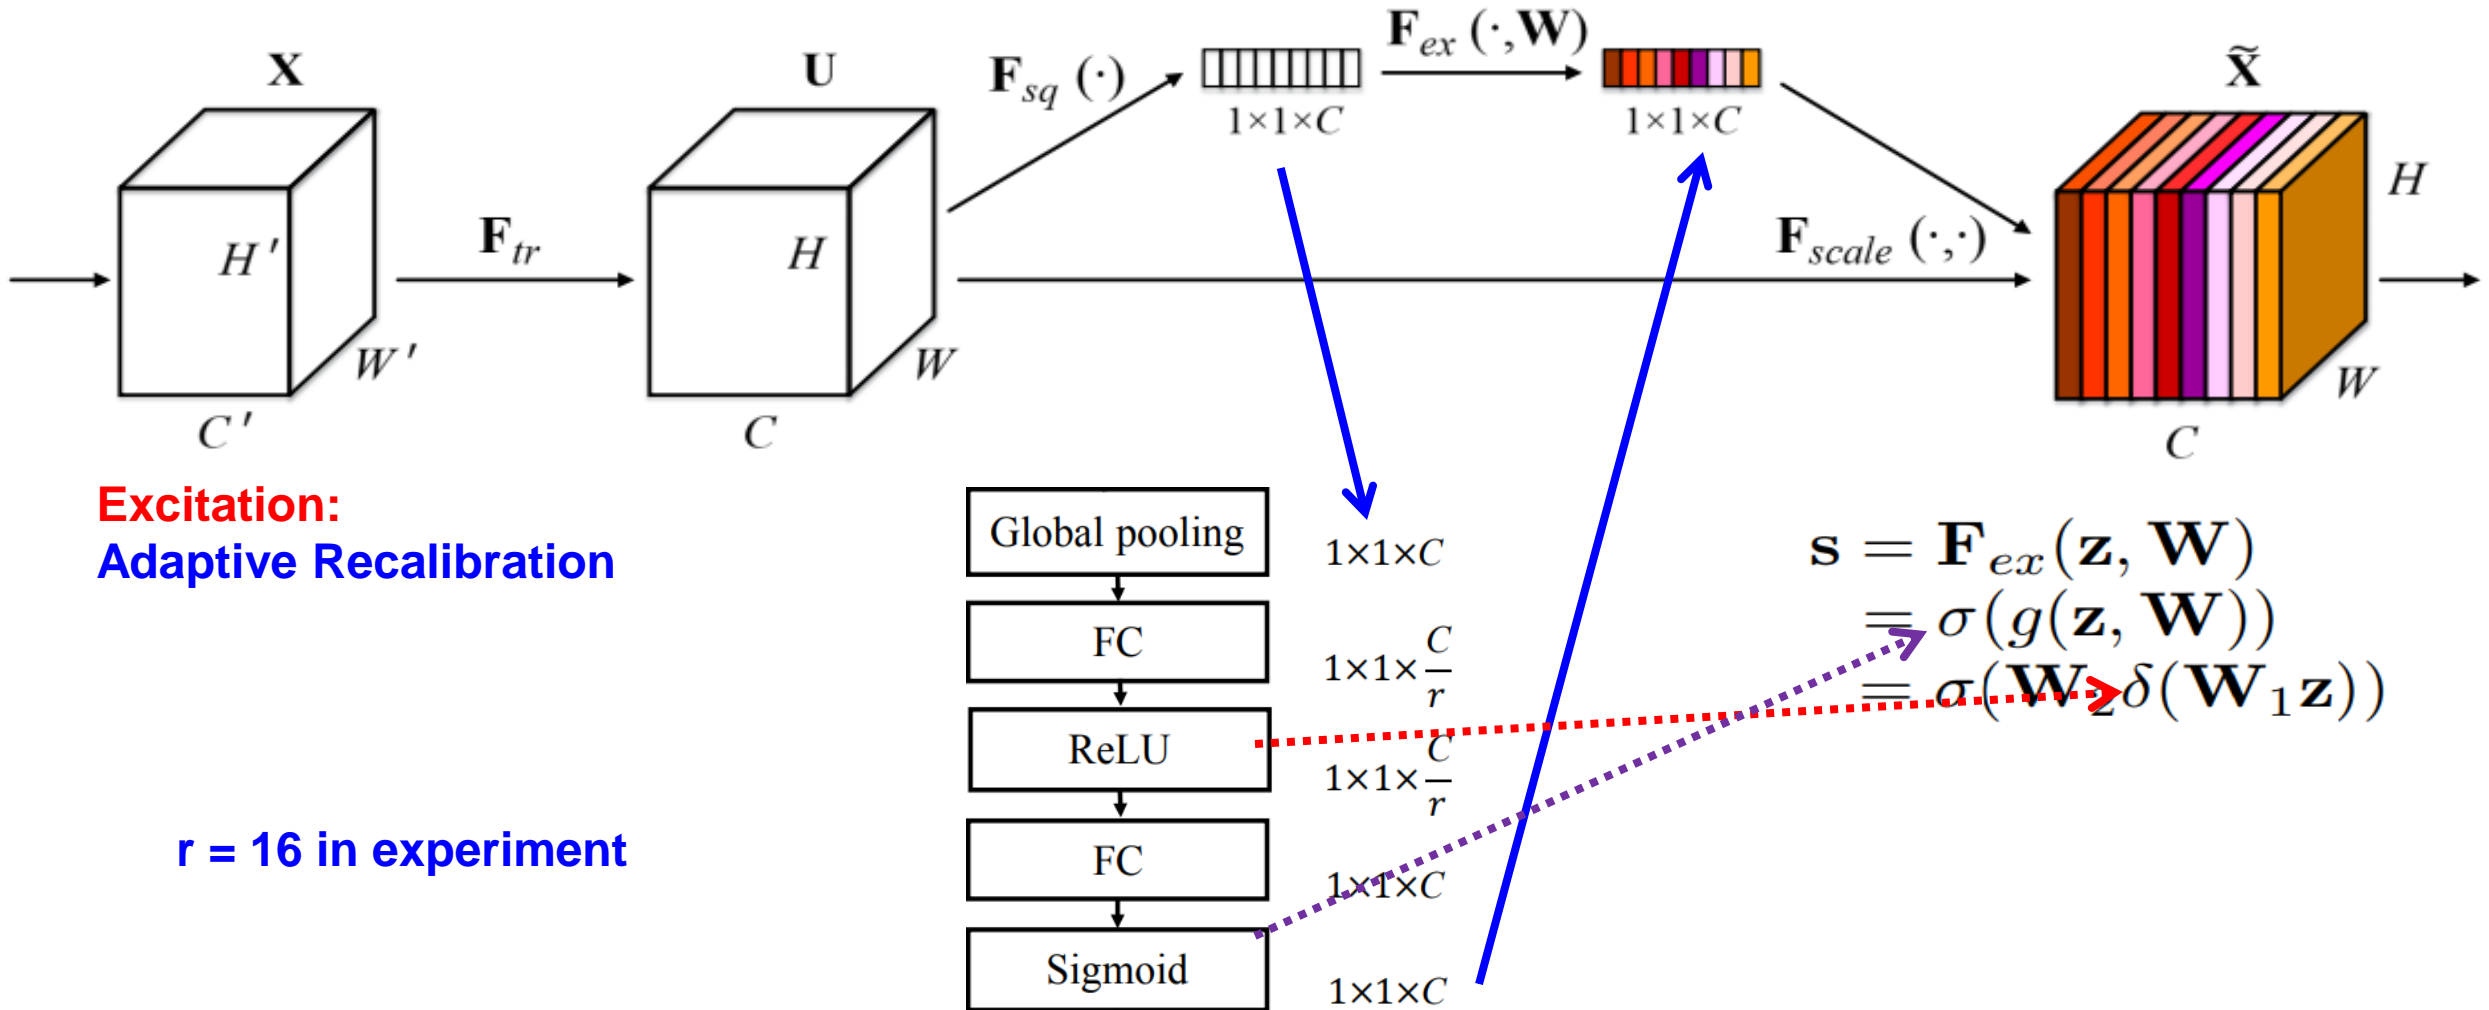 X
U
F_sq (·)
F_ex (·,W)
X̃
1×1×C
1×1×C
H'
F_tr
H
F_scale (·,·)
H
W'
W
W
C'
C
C
Excitation:
Adaptive Recalibration
r = 16 in experiment
Global pooling
1×1×C
FC
1×1×C/r
ReLU
1×1×C/r
FC
1×1×C
Sigmoid
1×1×C
s = F_ex(z, W)
= σ(g(z, W))
= σ(W_2δ(W_1z))